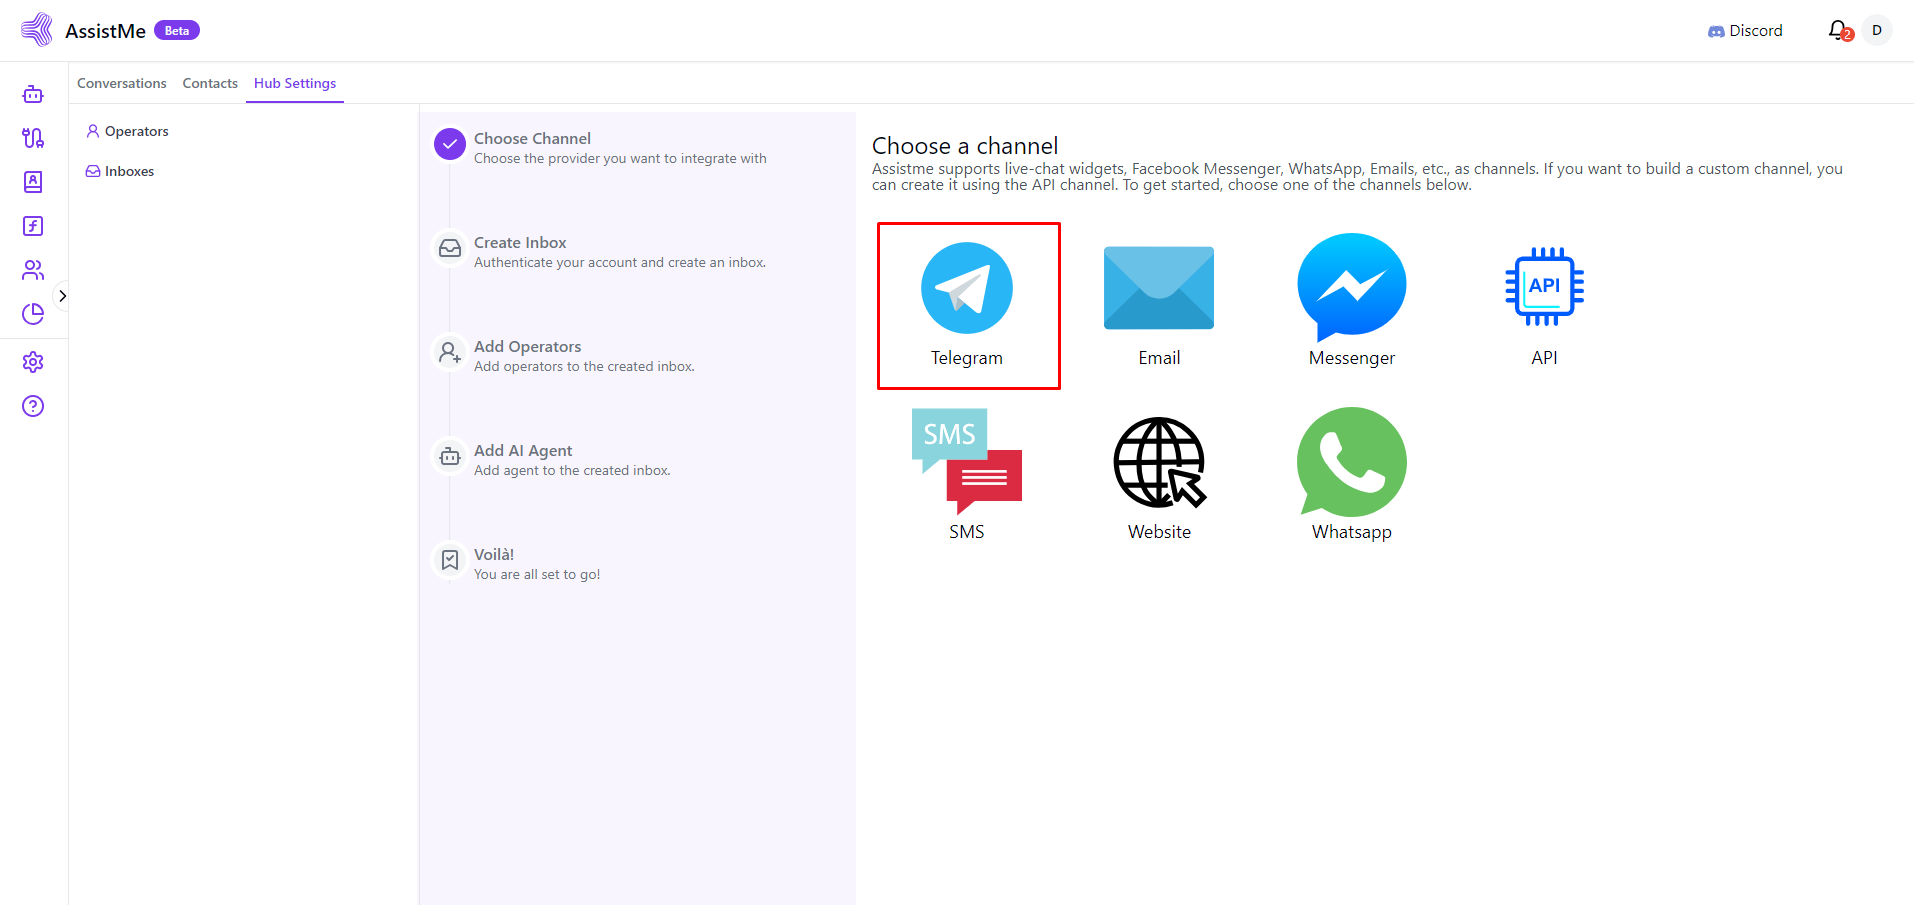 AssistMe
Beta
Discord
2
D
Conversations
Contacts
Hub Settings
Operators
Inboxes
Choose Channel
Choose the provider you want to integrate with
Create Inbox
Authenticate your account and create an inbox.
Add Operators
Add operators to the created inbox.
Add AI Agent
Add agent to the created inbox.
Voilà!
You are all set to go!
Choose a channel
Assistme supports live-chat widgets, Facebook Messenger, WhatsApp, Emails, etc., as channels. If you want to build a custom channel, you
can create it using the API channel. To get started, choose one of the channels below.
Telegram
Email
Messenger
API
API
SMS
SMS
Website
Whatsapp